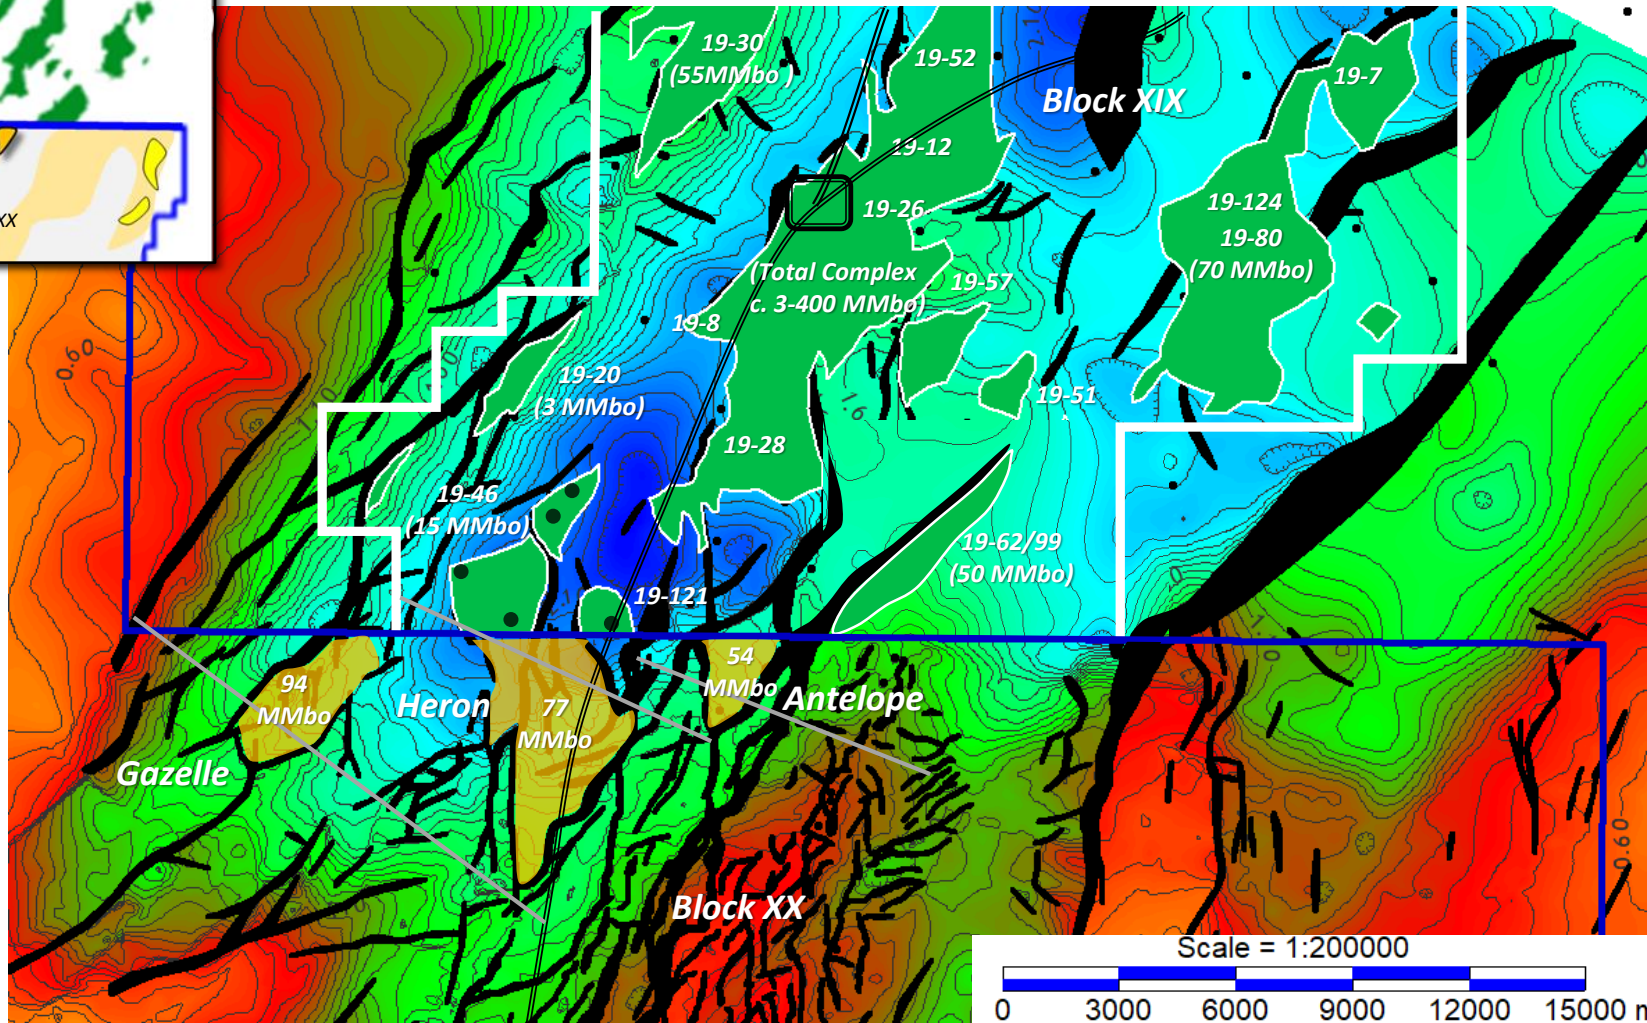 XX
19-30
(55MMbo )
19-52
Block XIX
19-7
2.10
19-12
19-26
19-124
19-80
(70 MMbo)
(Total Complex
c. 3-400 MMbo)
19-57
19-8
0.60
19-20
(3 MMbo)
19-51
1.6
19-28
19-46
(15 MMbo)
19-62/99
(50 MMbo)
19-121
94
MMbo
Heron
77
MMbo
54
MMbo
Antelope
Gazelle
Block XX
0.60
Scale = 1:200000
0 3000 6000 9000 12000 15000 m